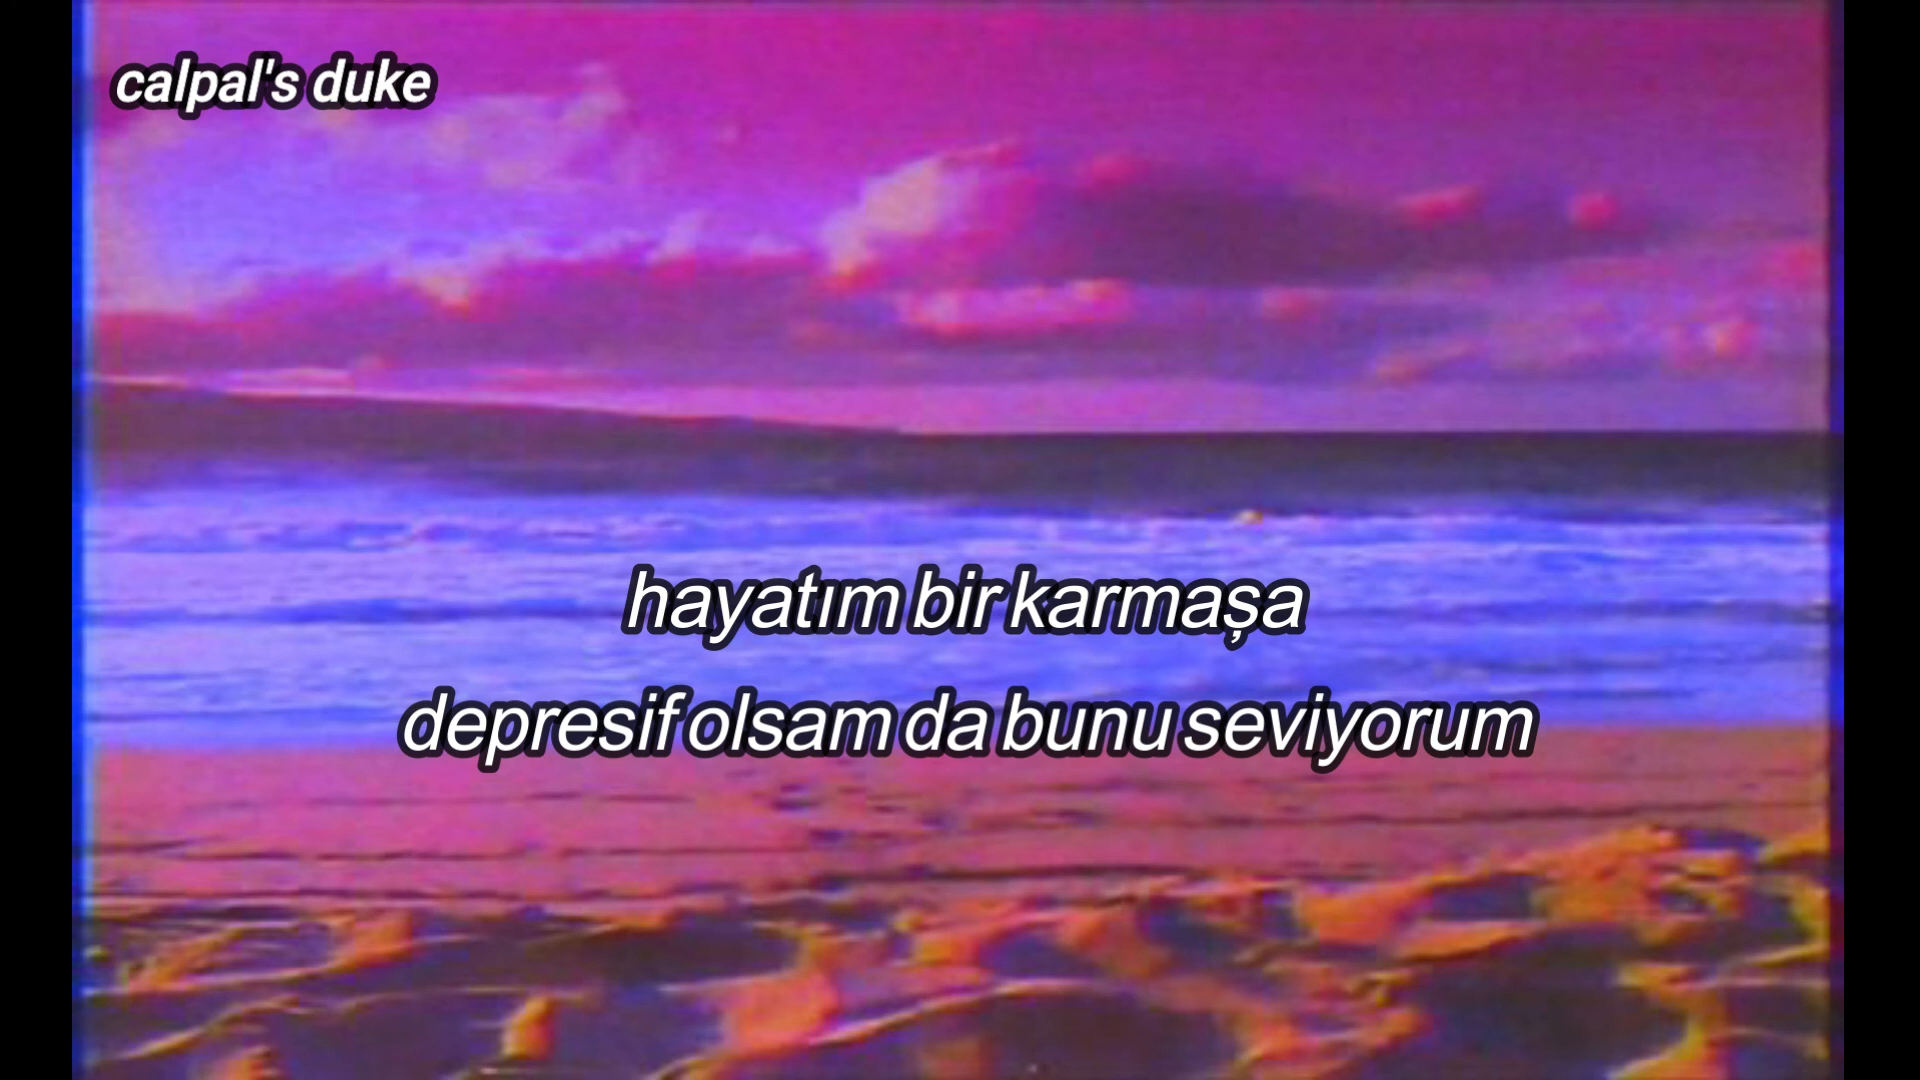 calpal's duke
hayatım bir karmaşa
depresif olsam da bunu seviyorum